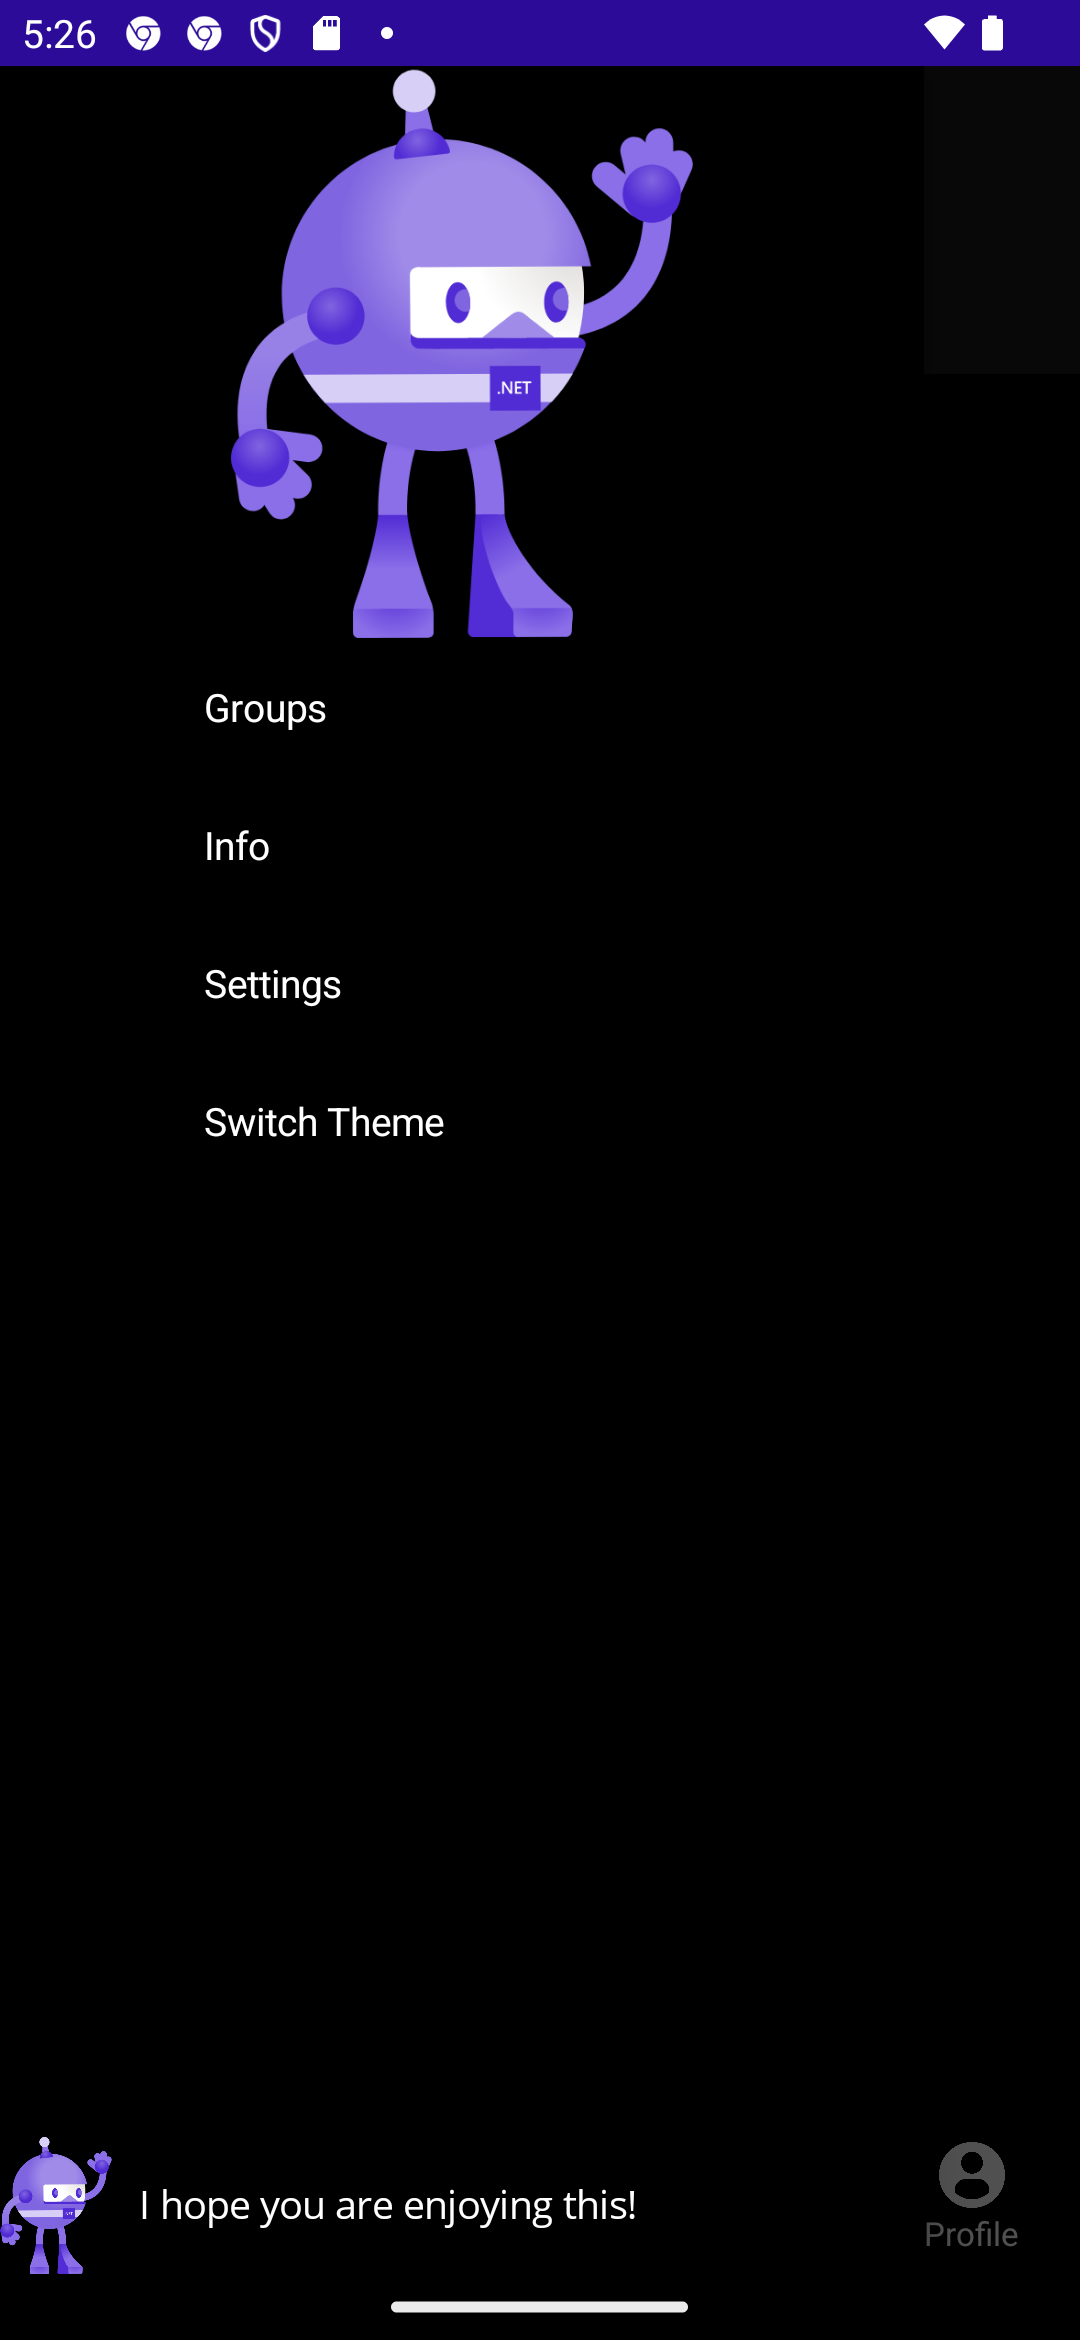 5:26
.NET
Groups
Info
Settings
Switch Theme
I hope you are enjoying this!
Profile